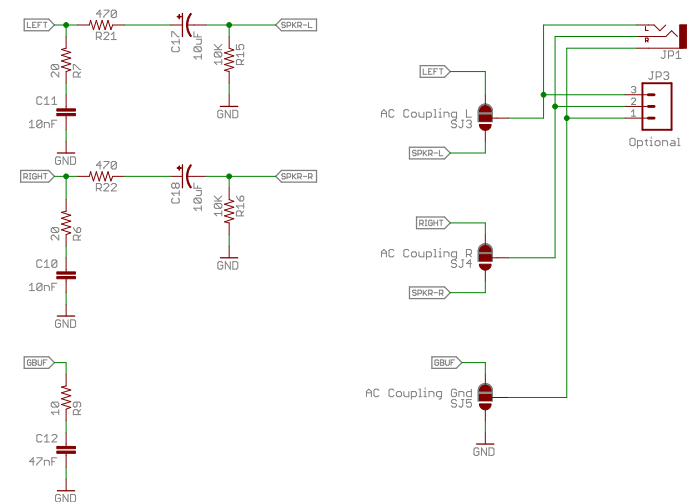 LEFT
470
R21
C17
10uF
SPKR-L
20
R7
10K
R15
C11
10nF
GND
GND
RIGHT
470
R22
C18
10uF
SPKR-R
20
R6
10K
R16
C10
10nF
GND
GND
GBUF
10
R9
C12
47nF
GND
L
R
JP1
LEFT
JP3
3
2
1
AC Coupling L
SJ3
Optional
SPKR-L
RIGHT
AC Coupling R
SJ4
SPKR-R
GBUF
AC Coupling Gnd
SJ5
GND